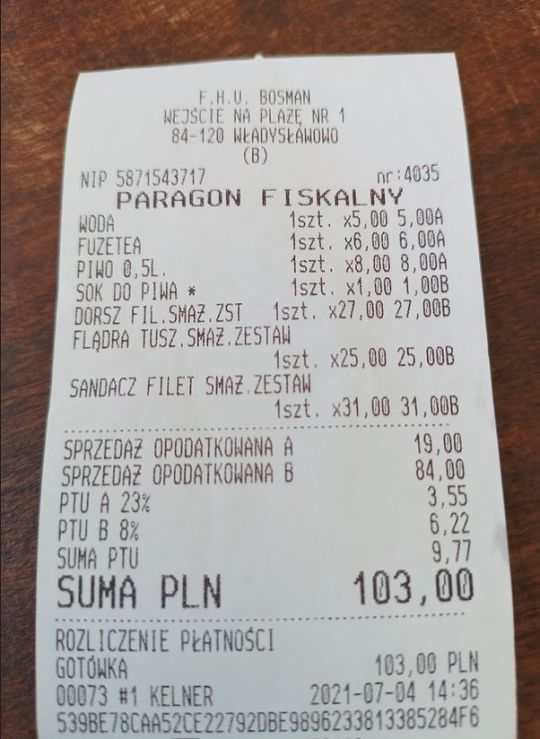 F.H.U. BOSMAN
WEJŚCIE NA PLAŻĘ NR 1
84-120 WŁADYSŁAWOWO
(B)
NIP 5871543717 nr:4035
PARAGON FISKALNY
WODA 1szt. x5,00 5,00A
FUZETEA 1szt. x6,00 6,00A
PIWO 0,5L. 1szt. x8,00 8,00A
SOK DO PIWA * 1szt. x1,00 1,00B
DORSZ FIL.SMAŻ.ZST 1szt. x27,00 27,00B
FLĄDRA TUSZ.SMAŻ.ZESTAW
1szt. x25,00 25,00B
SANDACZ FILET SMAŻ.ZESTAW
1szt. x31,00 31,00B
SPRZEDAŻ OPODATKOWANA A 19,00
SPRZEDAŻ OPODATKOWANA B 84,00
PTU A 23% 3,55
PTU B 8% 6,22
SUMA PTU 9,77
SUMA PLN 103,00
ROZLICZENIE PŁATNOŚCI
GOTÓWKA 103,00 PLN
00073 #1 KELNER 2021-07-04 14:36
539BE78CAA52CE22792DBE9896233813385284F6